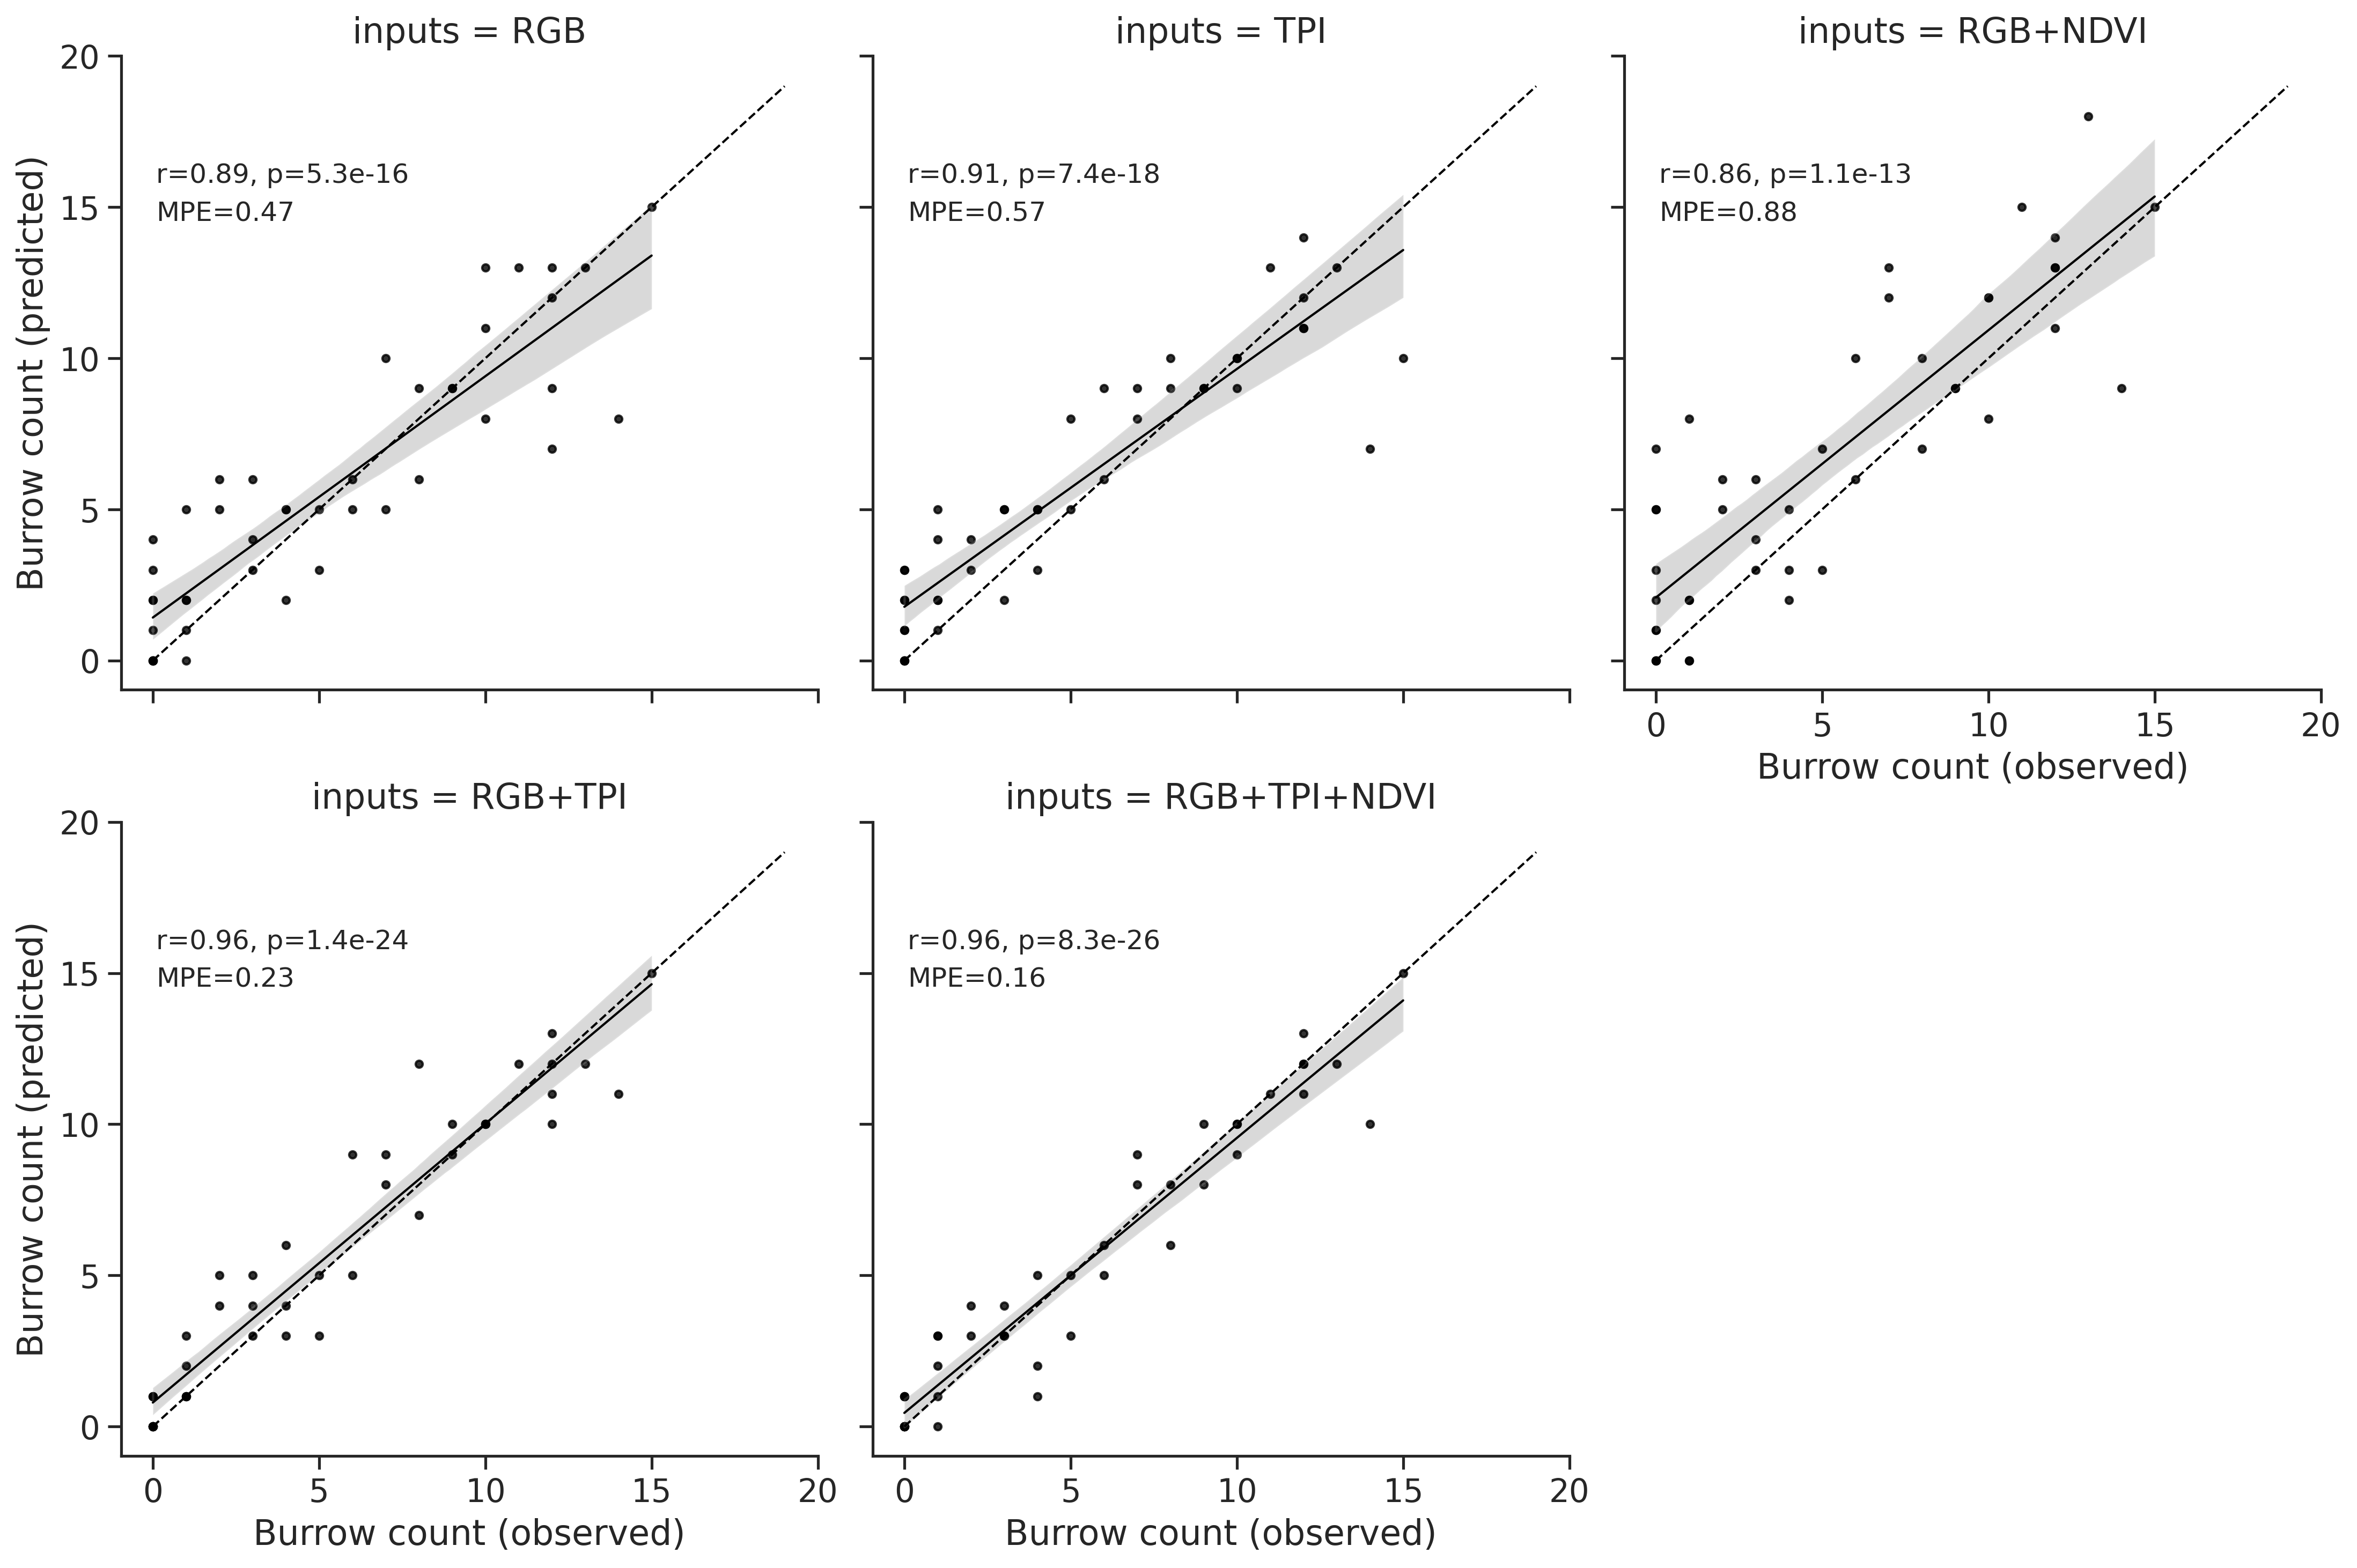 inputs = RGB
inputs = TPI
inputs = RGB+NDVI
20
15
10
5
0
Burrow count (predicted)
r=0.89, p=5.3e-16
MPE=0.47
r=0.91, p=7.4e-18
MPE=0.57
r=0.86, p=1.1e-13
MPE=0.88
0 5 10 15 20
Burrow count (observed)
inputs = RGB+TPI
inputs = RGB+TPI+NDVI
20
15
10
5
0
Burrow count (predicted)
r=0.96, p=1.4e-24
MPE=0.23
r=0.96, p=8.3e-26
MPE=0.16
0 5 10 15 20
Burrow count (observed)
0 5 10 15 20
Burrow count (observed)